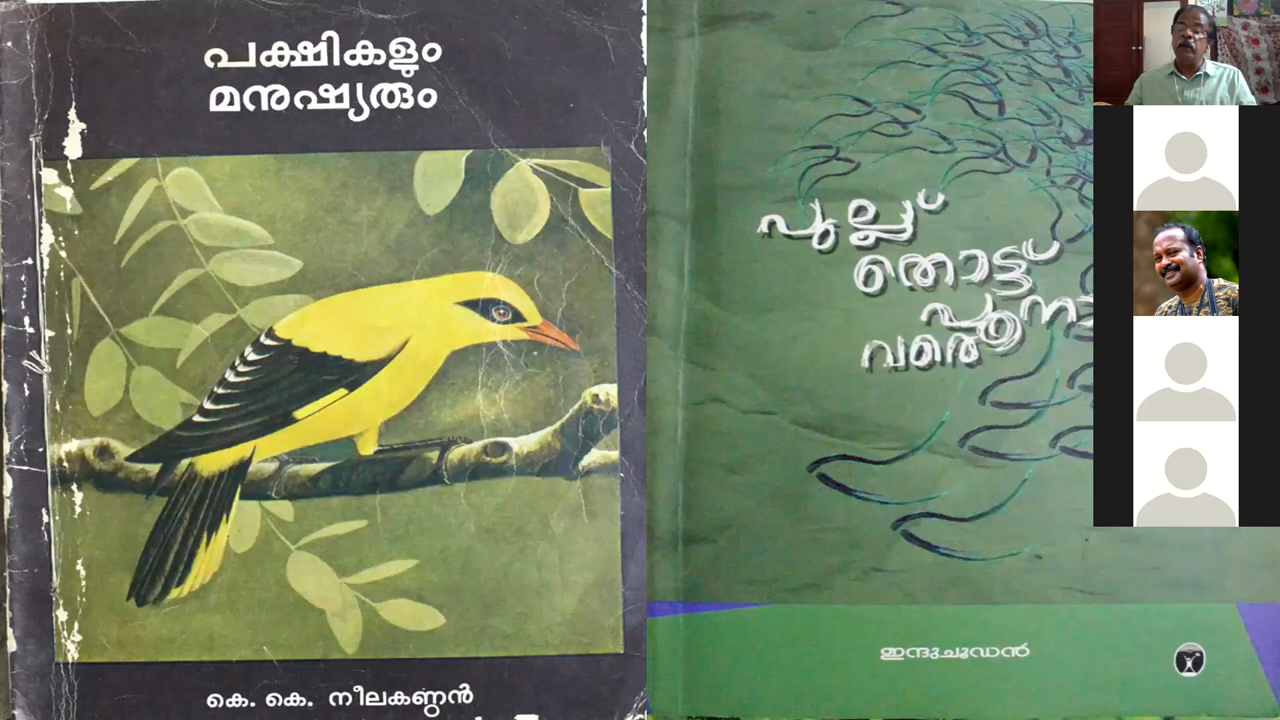 പക്ഷികളും
മനുഷ്യരും
കെ. കെ. നീലകണ്ഠൻ
പുല്ല്
തൊട്ട്
വരെ
ഇന്ദുചൂഡൻ